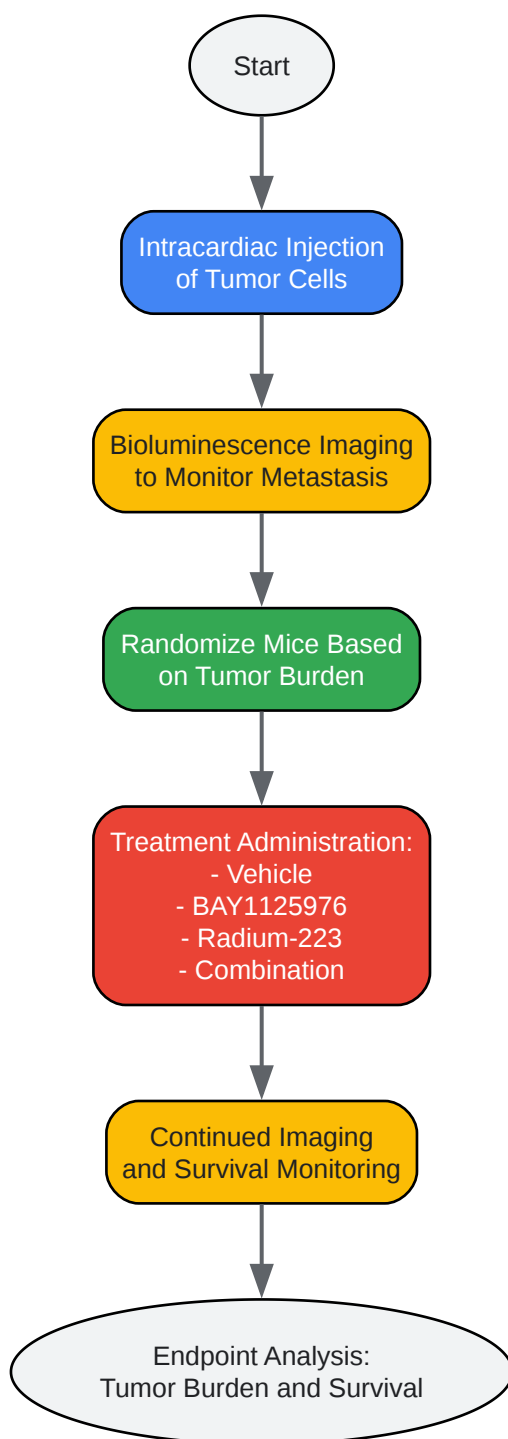 Start
Intracardiac Injection
of Tumor Cells
Bioluminescence Imaging
to Monitor Metastasis
Randomize Mice Based
on Tumor Burden
Treatment Administration:
- Vehicle
- BAY1125976
- Radium-223
- Combination
Continued Imaging
and Survival Monitoring
Endpoint Analysis:
Tumor Burden and Survival